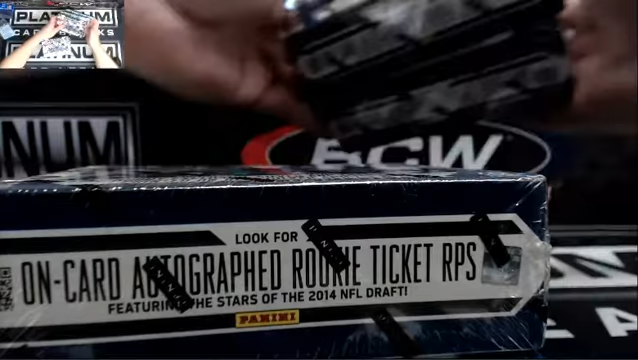 PLATINUM
PLATINUM
NUM
BCW
LOOK FOR
ON-CARD AUTOGRAPHED ROOKIE TICKET RPS
FEATURING THE STARS OF THE 2014 NFL DRAFT!
PANINI